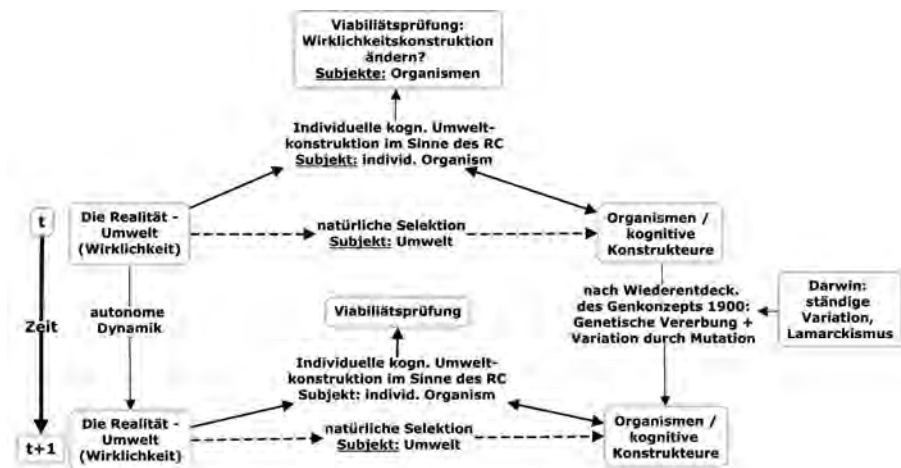 Viabiliätsprüfung:
Wirklichkeitskonstruktion
ändern?
Subjekte: Organismen
Individuelle kogn. Umwelt-
konstruktion im Sinne des RC
Subjekt: individ. Organism
t
Die Realität -
Umwelt
(Wirklichkeit)
natürliche Selektion
Subjekt: Umwelt
Organismen /
kognitive
Konstrukteure
Zeit
autonome
Dynamik
Viabiliätsprüfung
nach Wiederentdeck.
des Genkonzepts 1900:
Genetische Vererbung +
Variation durch Mutation
Darwin:
ständige
Variation,
Lamarckismus
Individuelle kogn. Umwelt-
konstruktion im Sinne des RC
Subjekt: individ. Organism
t+1
Die Realität -
Umwelt
(Wirklichkeit)
natürliche Selektion
Subjekt: Umwelt
Organismen /
kognitive
Konstrukteure